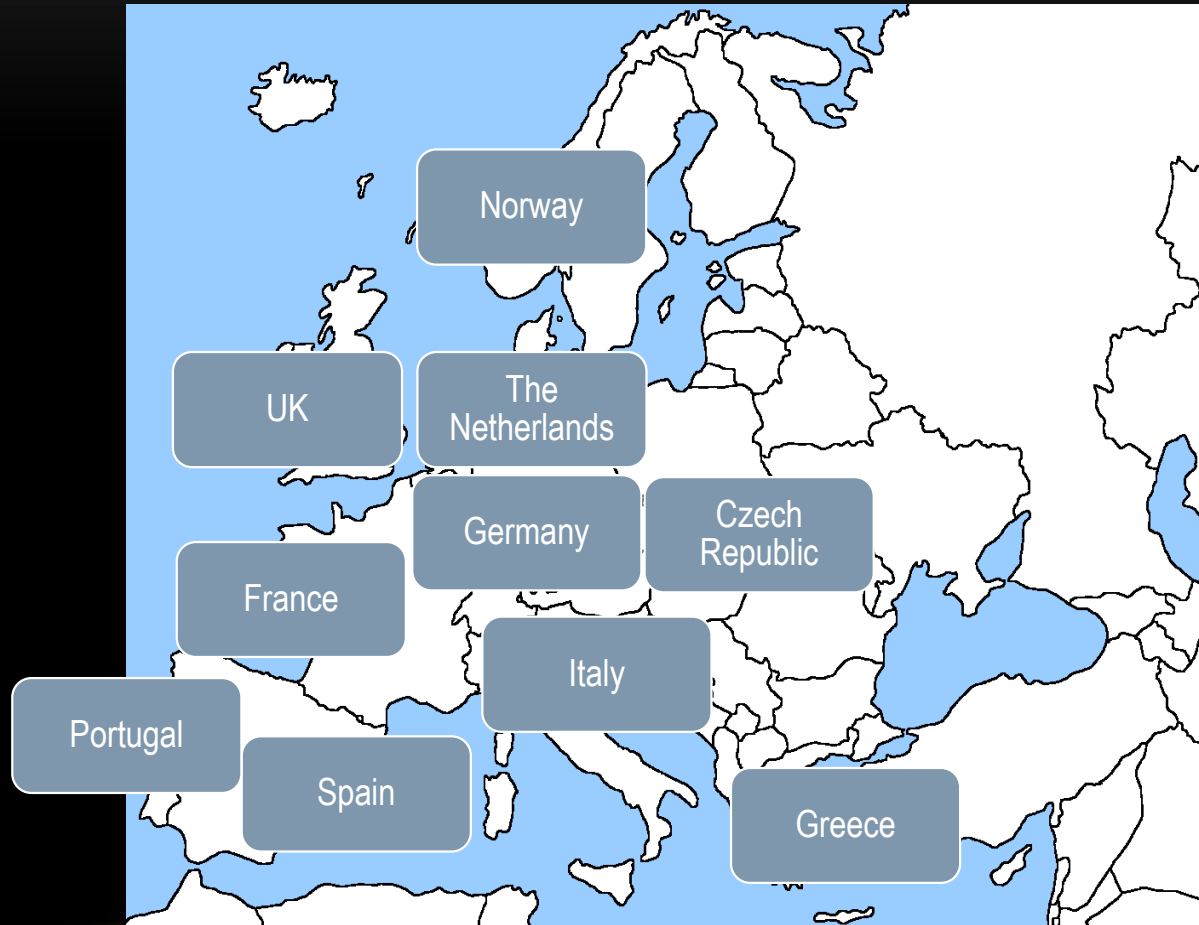 Norway
UK
The
Netherlands
Germany
Czech
Republic
France
Italy
Portugal
Spain
Greece